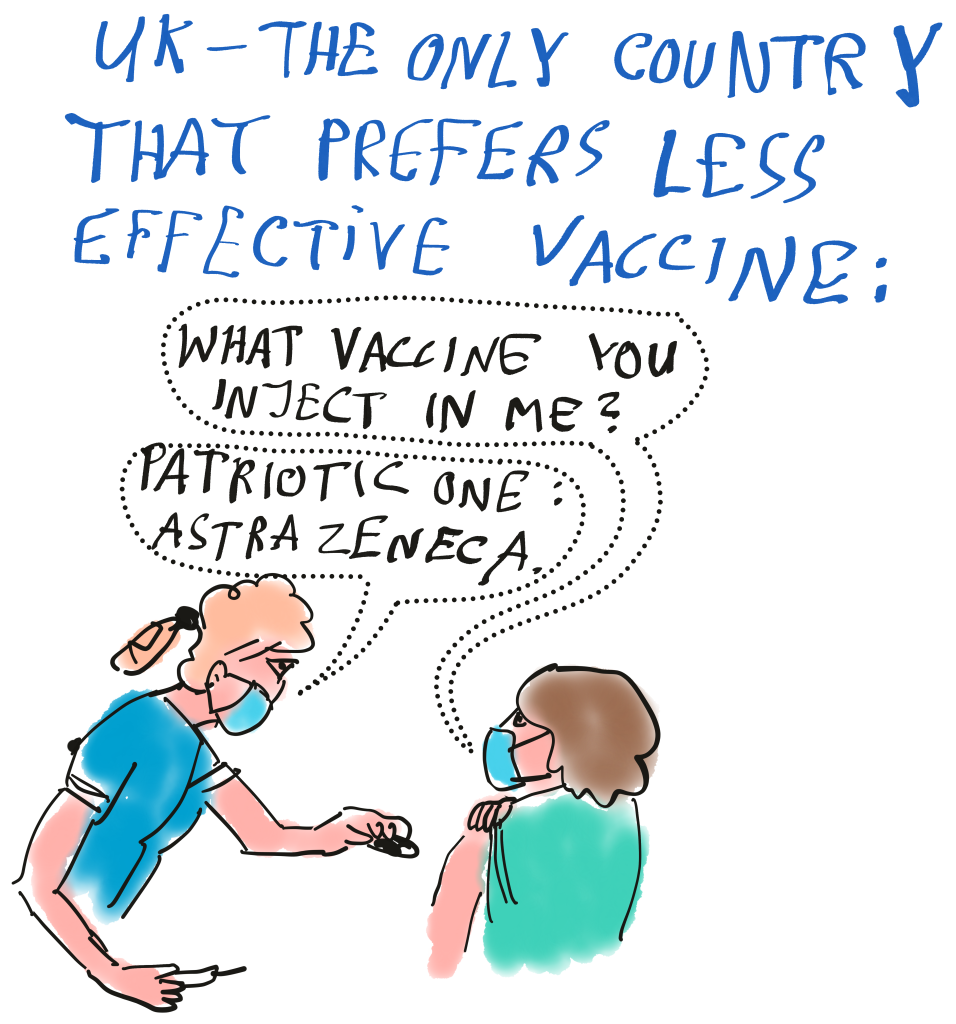 UK - THE ONLY COUNTRY
THAT PREFERS LESS
EFFECTIVE VACCINE:
WHAT VACCINE YOU
INJECT IN ME?
PATRIOTIC ONE:
ASTRA ZENECA.